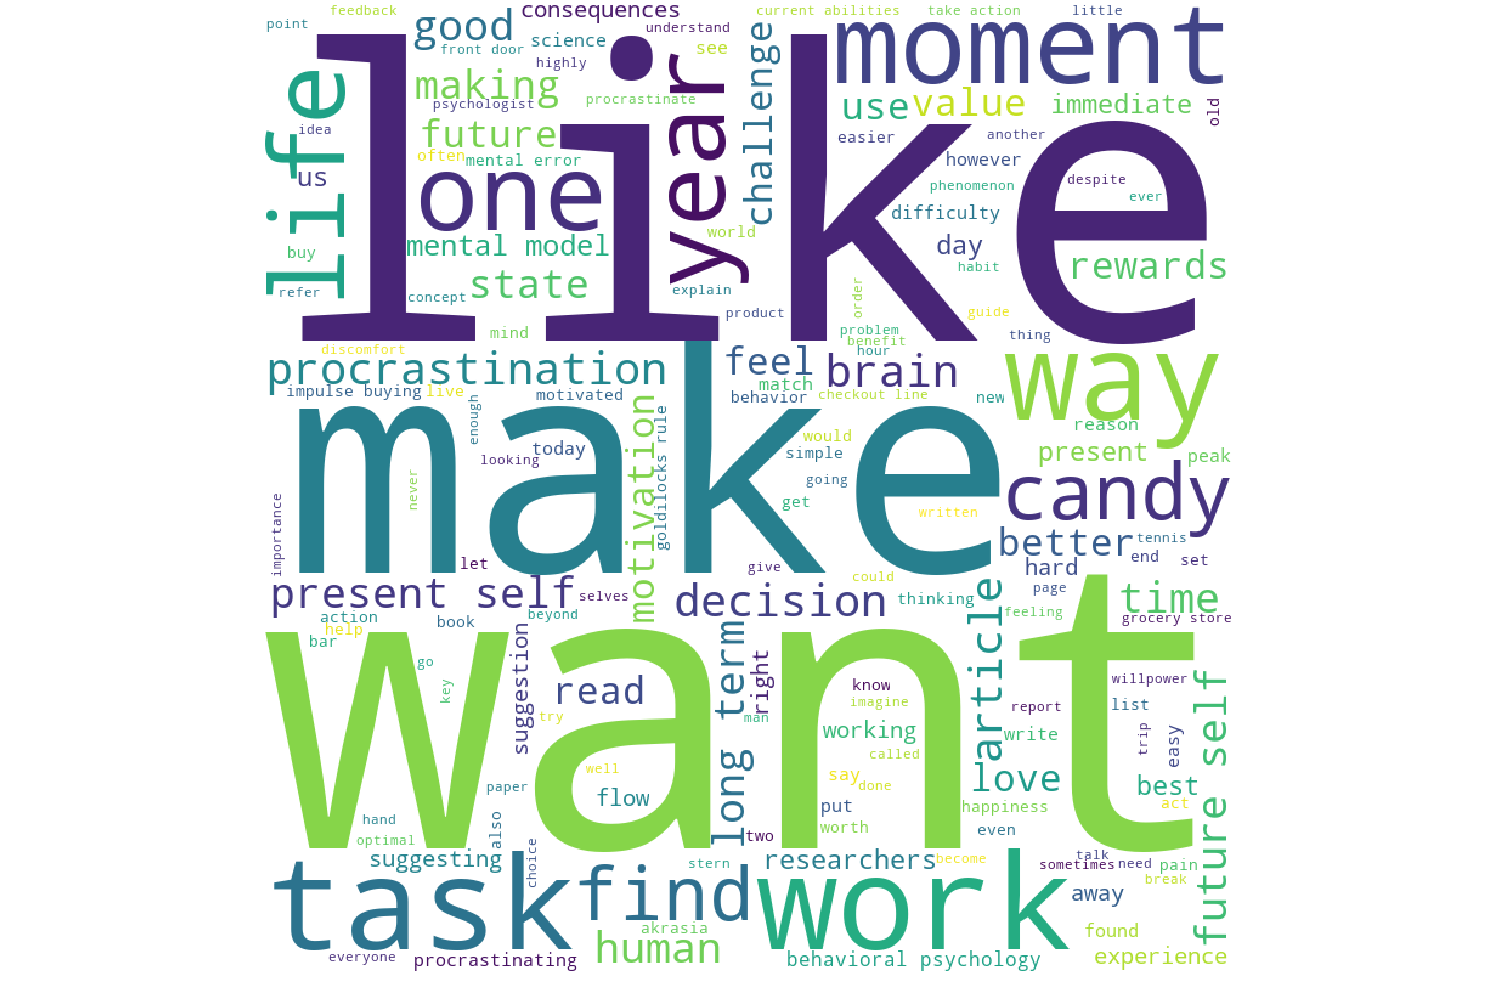 point
feedback
good
consequences
understand
current abilities
take action
little
front door
science
highly
see
moment
life
making
psychologist
procrastinate
year
challenge
use
value
immediate
old
idea
future
often
mental error
like
easier
another
however
us
one
phenomenon
despite
ever
difficulty
buy
mental model
world
day
habit
rewards
refer
concept
state
explain
product
order
guide
mind
problem
benefit
thing
discomfort
procrastination
feel
brain
hour
way
impulse buying
live
motivated
match
behavior
checkout line
new
reason
enough
today
looking
motivation
goldilocks rule
would
simple
present
peak
never
make
going
get
written
candy
importance
let
give
could
better
tennis
end
set
hard
present self
selves
decision
thinking
page
time
action
help
book
beyond
article
feeling
grocery store
bar
go
key
suggestion
want
read
long term
right
know
imagine
willpower
report
list
try
man
working
write
trip
easy
future self
called
well
say
done
love
best
paper
flow
put
happiness
act
hand
optimal
also
worth
two
even
suggesting
choice
stern
researchers
become
talk
sometimes
need
pain
break
task
find
work
away
akrasia
human
found
everyone
procrastinating
behavioral psychology
experience